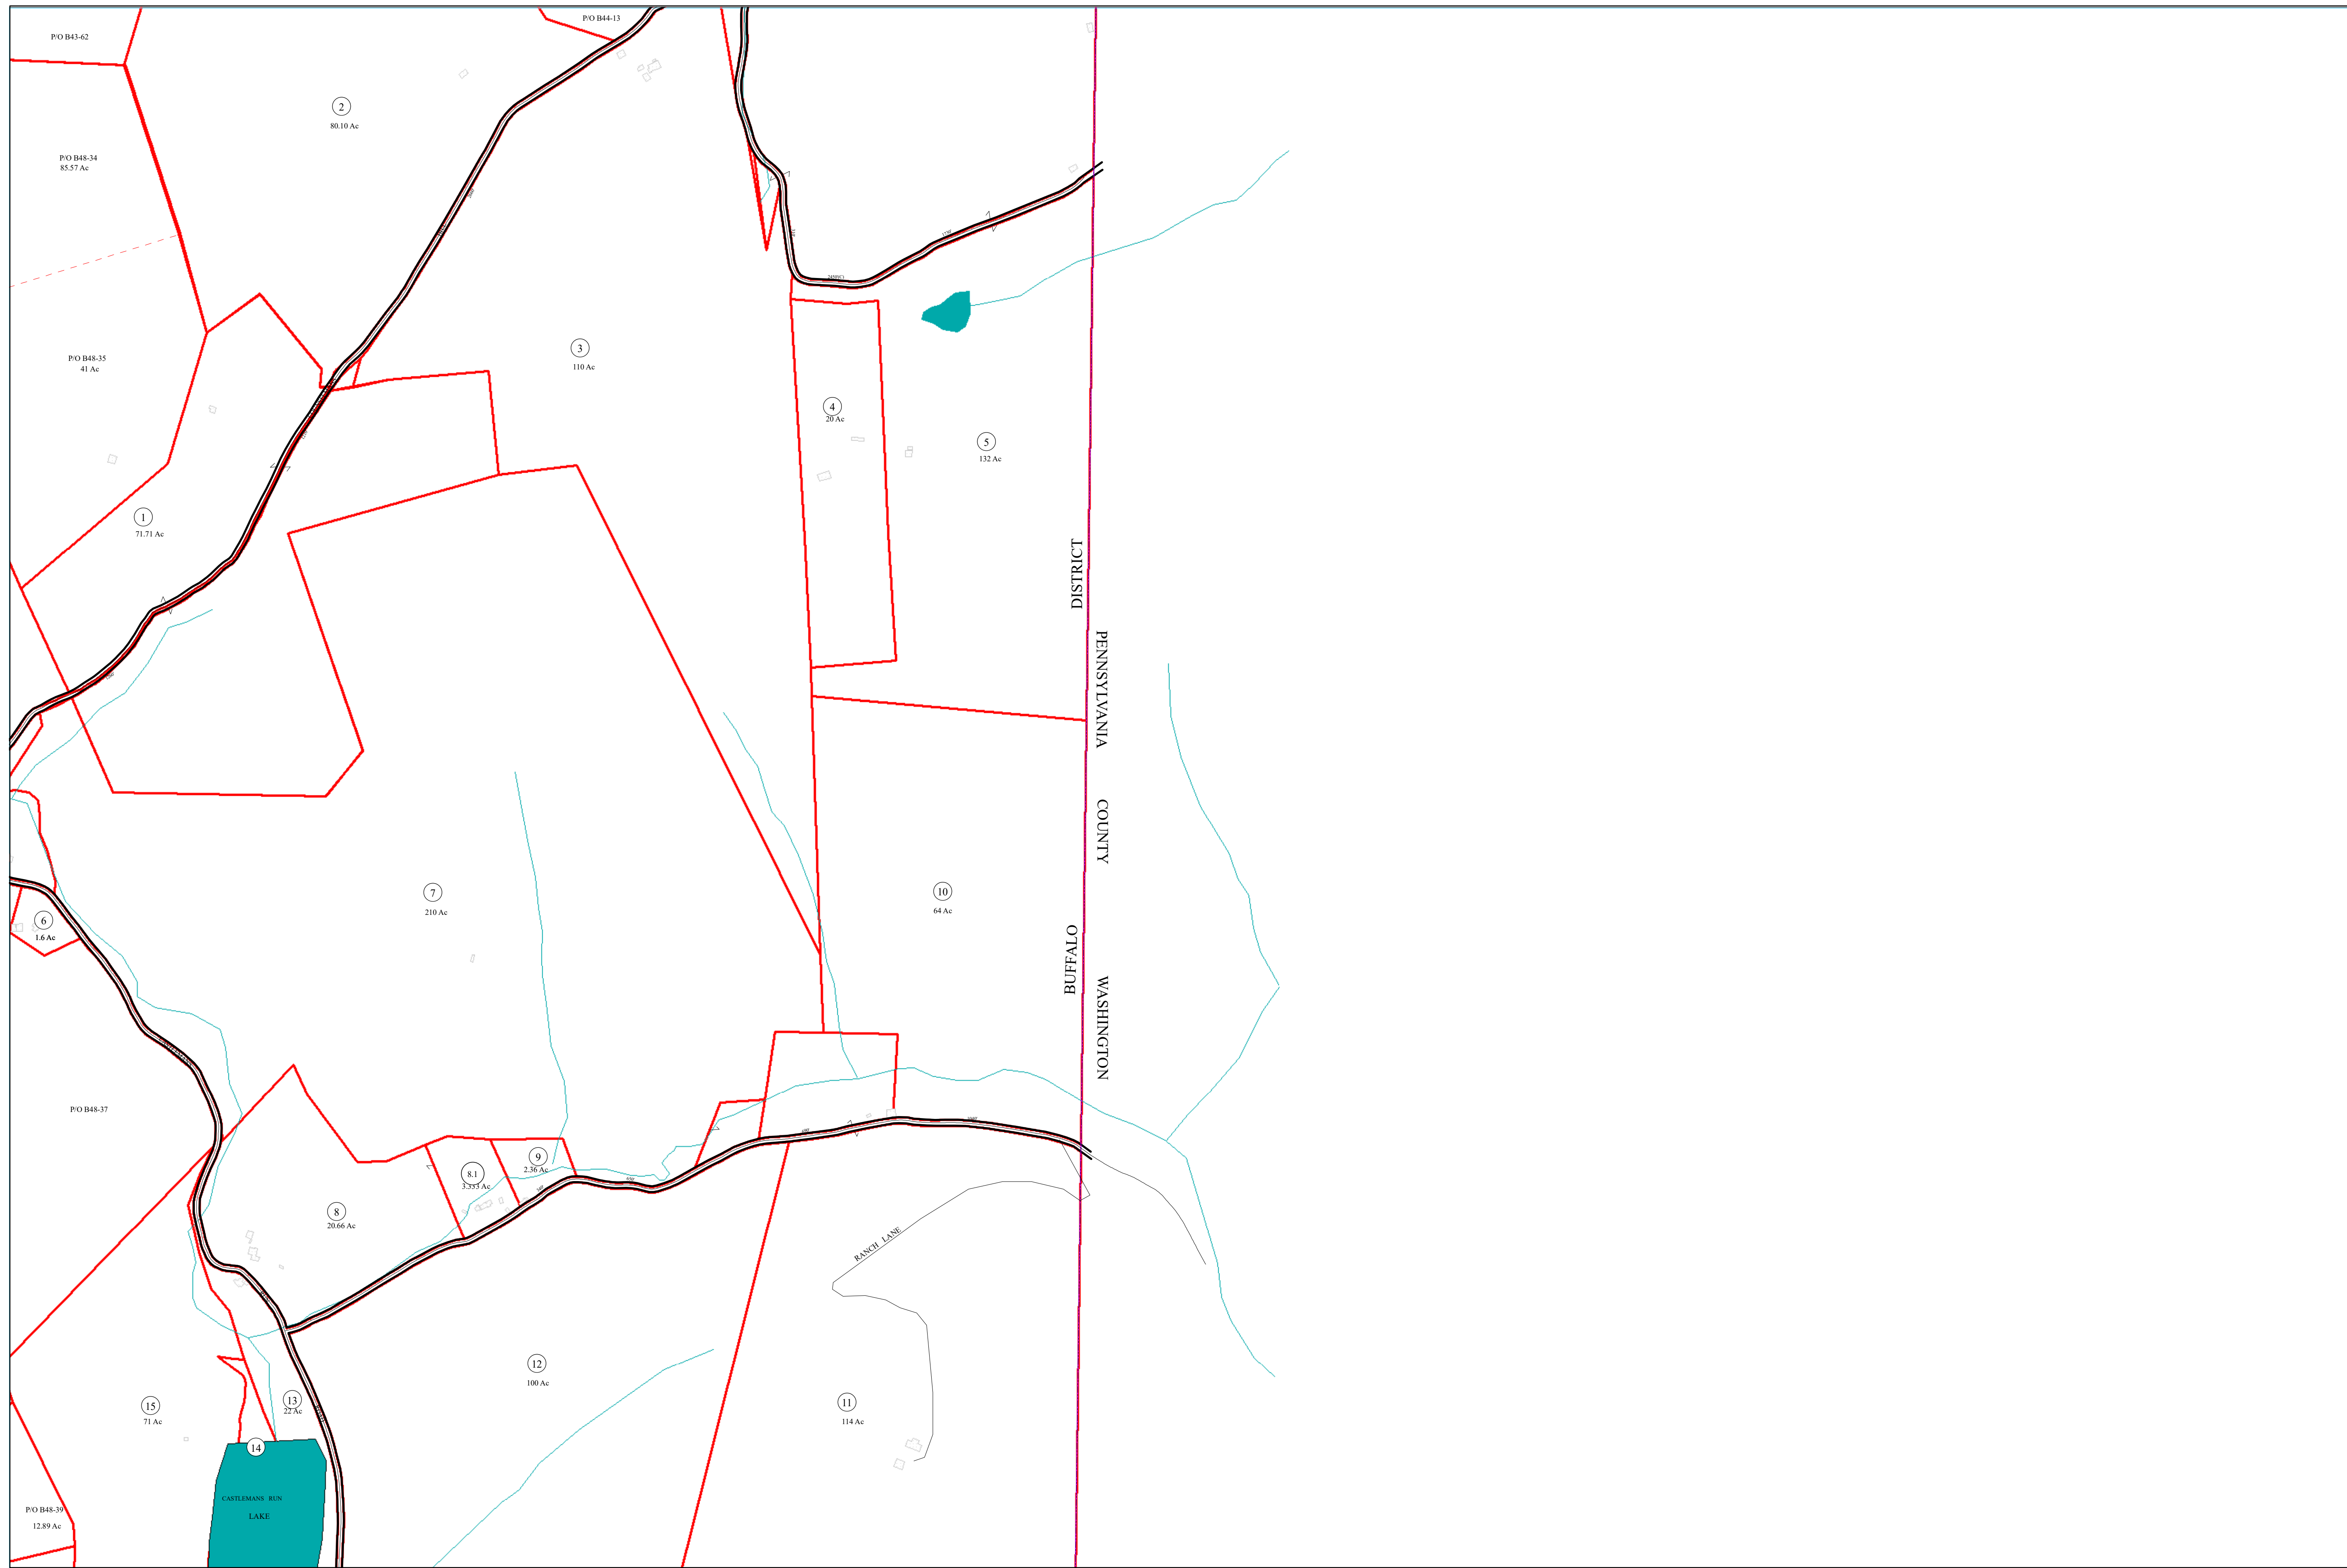 P/O B44-13
P/O B43-62
2
80.10 Ac
P/O B48-34
85.57 Ac
3
110 Ac
P/O B48-35
41 Ac
4
20 Ac
5
132 Ac
1
71.71 Ac
DISTRICT
PENNSYLVANIA
COUNTY
7
210 Ac
10
64 Ac
6
1.6 Ac
BUFFALO
WASHINGTON
P/O B48-37
9
2.36 Ac
8.1
3.333 Ac
8
20.66 Ac
RANCH LANE
12
100 Ac
13
22 Ac
11
114 Ac
15
71 Ac
14
CASTLEMANS RUN
LAKE
P/O B48-39
12.89 Ac